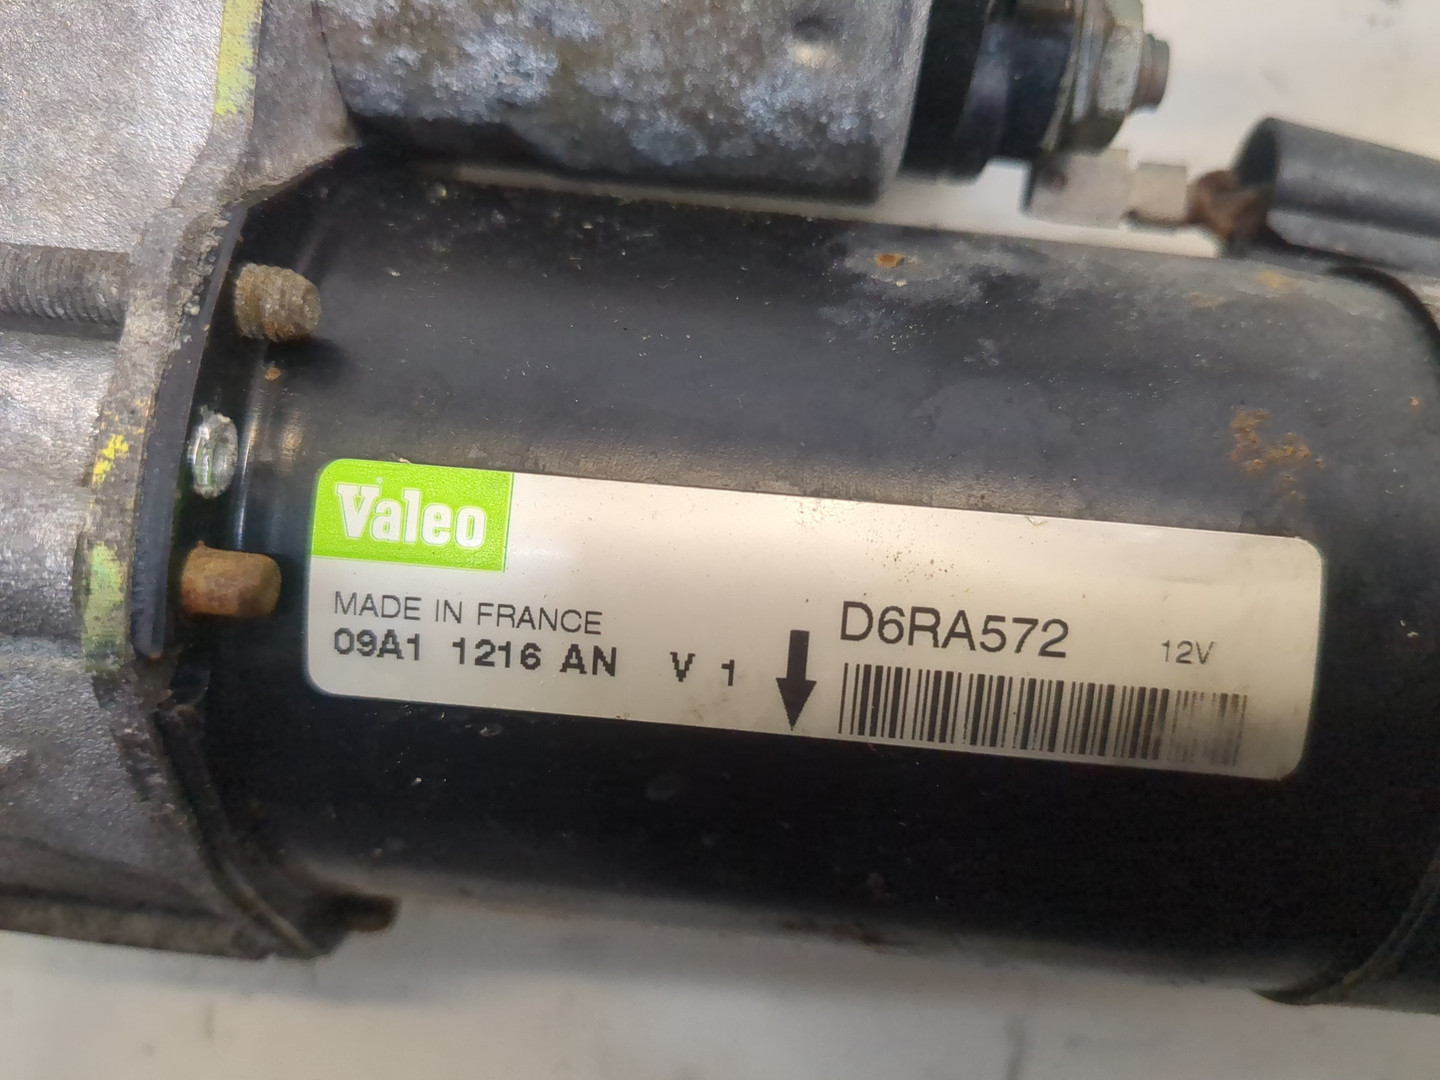 Valeo
MADE IN FRANCE
09A1 1216 AN V 1
D6RA572 12V